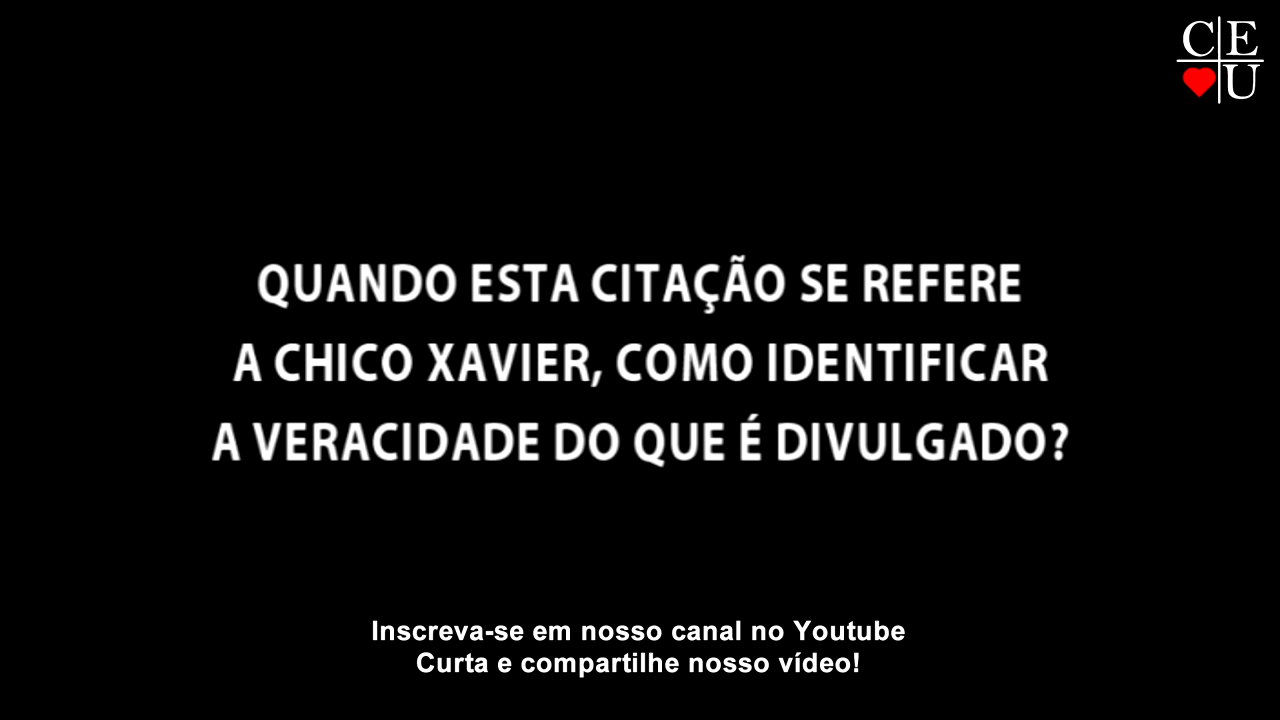 CE
U
QUANDO ESTA CITAÇÃO SE REFERE
A CHICO XAVIER, COMO IDENTIFICAR
A VERACIDADE DO QUE É DIVULGADO?
Inscreva-se em nosso canal no Youtube
Curta e compartilhe nosso vídeo!